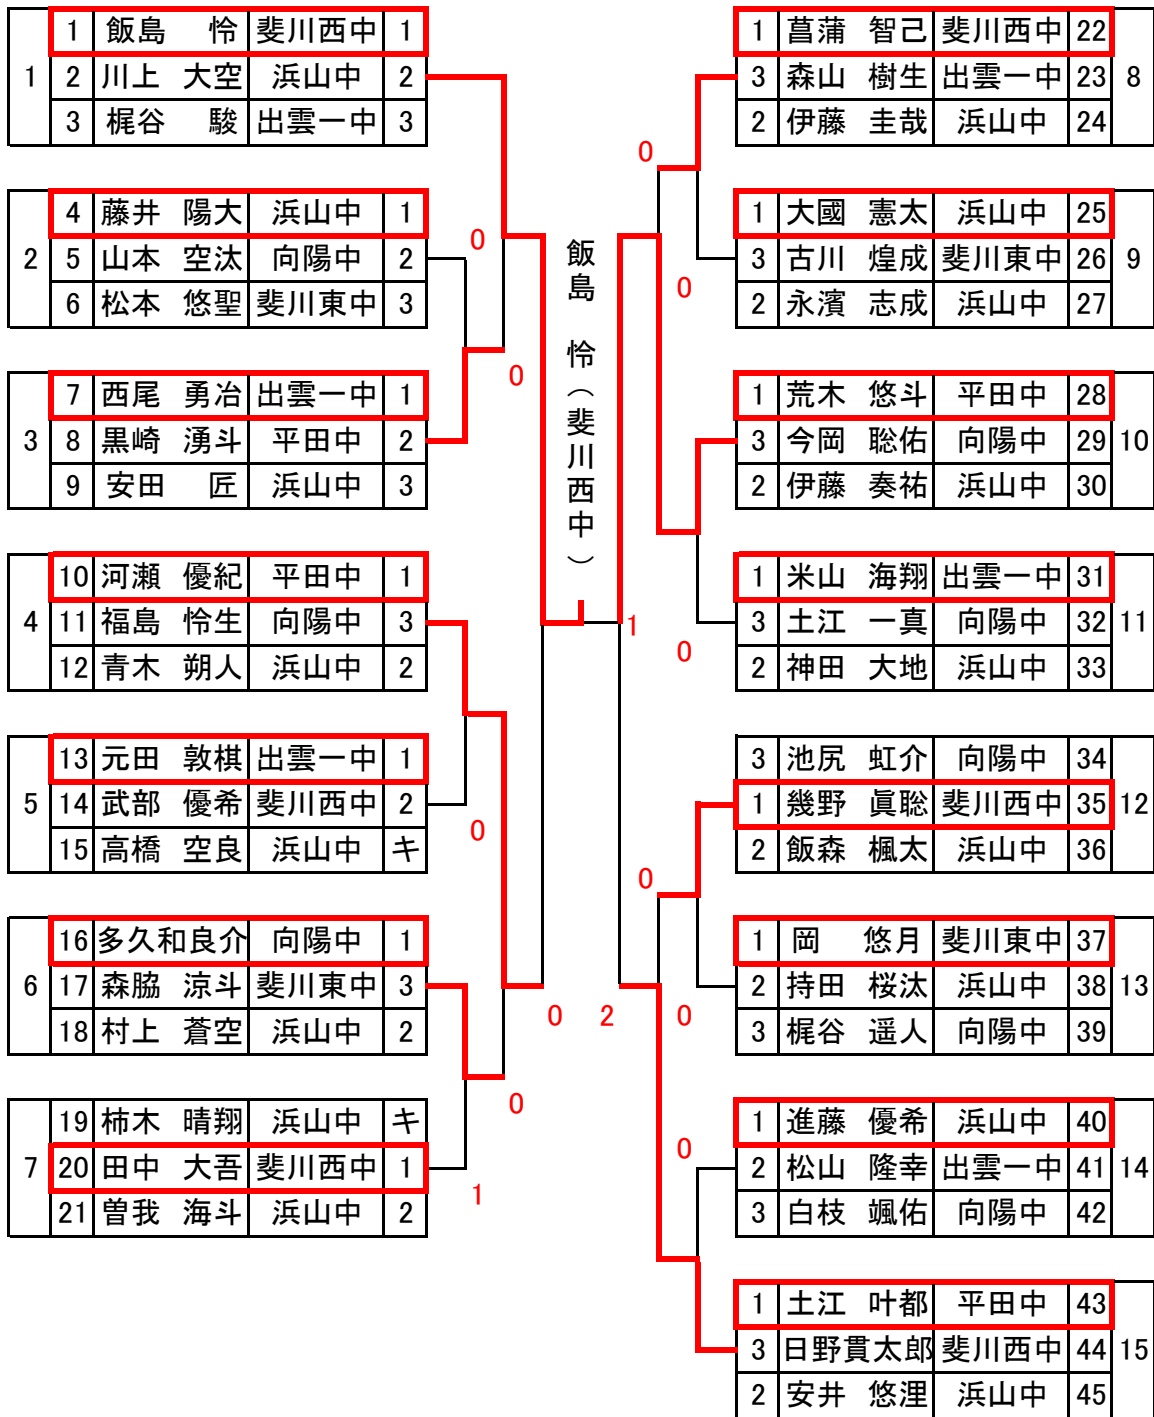 1 飯島 怜 斐川西中 1
1 2 川上 大空 浜山中 2
3 梶谷 駿 出雲一中 3
4 藤井 陽大 浜山中 1
2 5 山本 空汰 向陽中 2
6 松本 悠聖 斐川東中 3
7 西尾 勇冶 出雲一中 1
3 8 黒崎 湧斗 平田中 2
9 安田 匠 浜山中 3
10 河瀬 優紀 平田中 1
4 11 福島 怜生 向陽中 3
12 青木 朔人 浜山中 2
13 元田 敦棋 出雲一中 1
5 14 武部 優希 斐川西中 2
15 高橋 空良 浜山中 キ
16 多久和良介 向陽中 1
6 17 森脇 涼斗 斐川東中 3
18 村上 蒼空 浜山中 2
19 柿木 晴翔 浜山中 キ
7 20 田中 大吾 斐川西中 1
21 曽我 海斗 浜山中 2
0
0
0
0
1
0
飯島 怜(斐川西中)
1
2
0
0
0
0
0
0
1 菖蒲 智己 斐川西中 22
3 森山 樹生 出雲一中 23 8
2 伊藤 圭哉 浜山中 24
1 大國 憲太 浜山中 25
3 古川 煌成 斐川東中 26 9
2 永濱 志成 浜山中 27
1 荒木 悠斗 平田中 28
3 今岡 聡佑 向陽中 29 10
2 伊藤 奏祐 浜山中 30
1 米山 海翔 出雲一中 31
3 土江 一真 向陽中 32 11
2 神田 大地 浜山中 33
3 池尻 虹介 向陽中 34
1 幾野 眞聡 斐川西中 35 12
2 飯森 楓太 浜山中 36
1 岡 悠月 斐川東中 37
2 持田 桜汰 浜山中 38 13
3 梶谷 遥人 向陽中 39
1 進藤 優希 浜山中 40
2 松山 隆幸 出雲一中 41 14
3 白枝 颯佑 向陽中 42
1 土江 叶都 平田中 43
3 日野貫太郎 斐川西中 44 15
2 安井 悠浬 浜山中 45